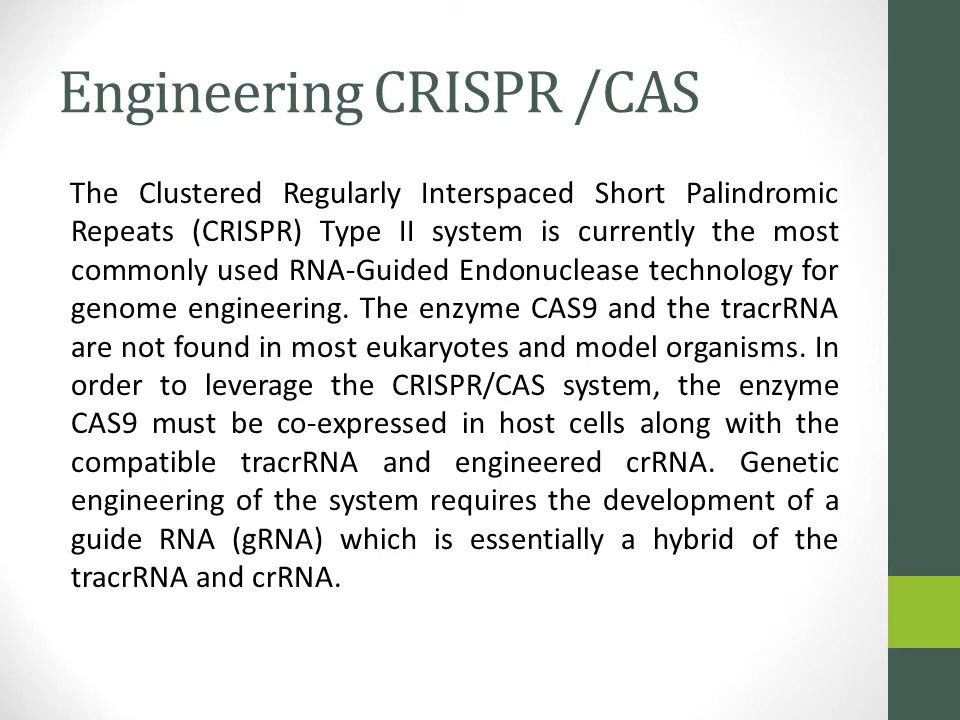 Engineering CRISPR /CAS
The Clustered Regularly Interspaced Short Palindromic
Repeats (CRISPR) Type II system is currently the most
commonly used RNA-Guided Endonuclease technology for
genome engineering. The enzyme CAS9 and the tracrRNA
are not found in most eukaryotes and model organisms. In
order to leverage the CRISPR/CAS system, the enzyme
CAS9 must be co-expressed in host cells along with the
compatible tracrRNA and engineered crRNA. Genetic
engineering of the system requires the development of a
guide RNA (gRNA) which is essentially a hybrid of the
tracrRNA and crRNA.